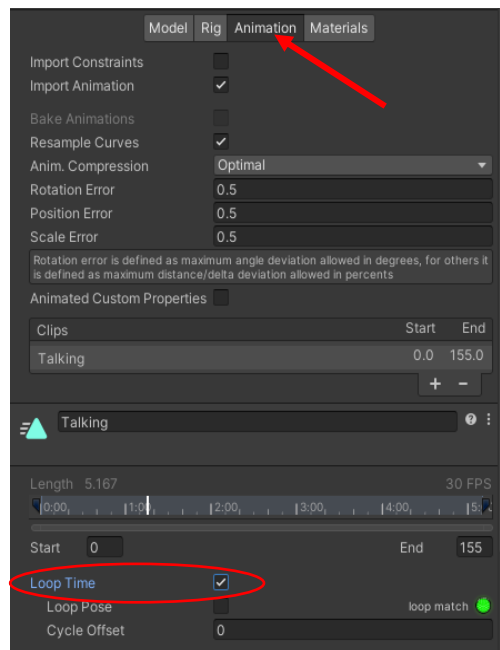 Model Rig Animation Materials
Import Constraints
Import Animation
Bake Animations
Resample Curves
Anim. Compression Optimal
Rotation Error 0.5
Position Error 0.5
Scale Error 0.5
Rotation error is defined as maximum angle deviation allowed in degrees, for others it
is defined as maximum distance/delta deviation allowed in percents
Animated Custom Properties
Clips Start End
Talking 0.0 155.0
+ −
Talking
Length 5.167 30 FPS
0:00 1:00 2:00 3:00 4:00 5:
Start 0 End 155
Loop Time
Loop Pose loop match
Cycle Offset 0